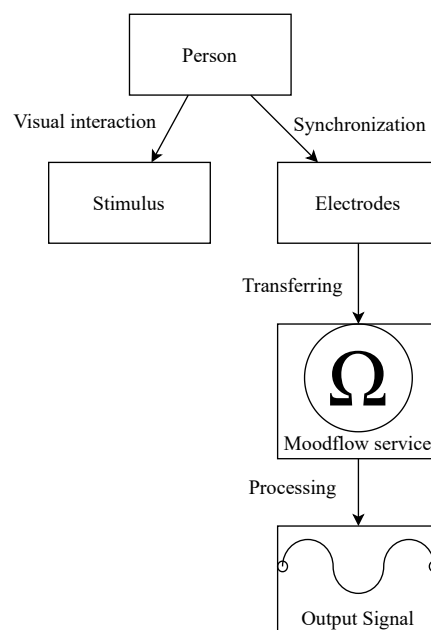 Person
Visual interaction
Synchronization
Stimulus
Electrodes
Transferring
Ω
Moodflow service
Processing
Output Signal